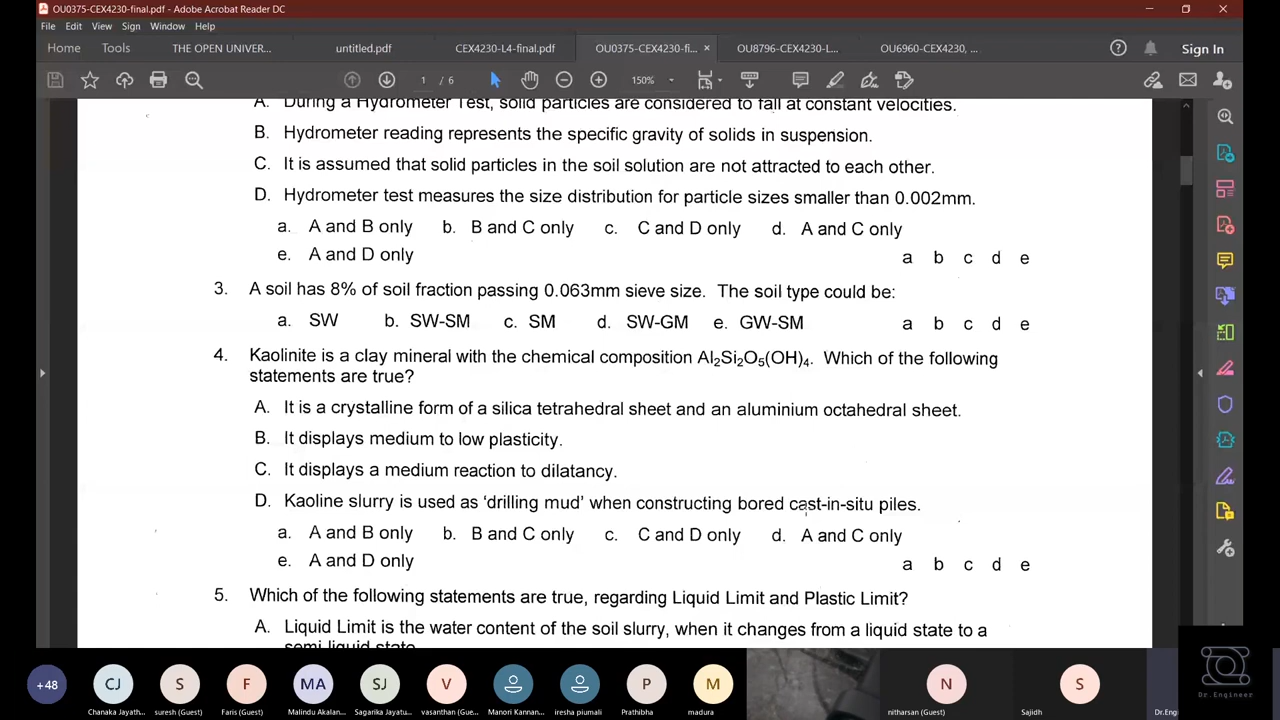 OU0375-CEX4230-final.pdf - Adobe Acrobat Reader DC
File Edit View Sign Window Help
Home Tools THE OPEN UNIVER... untitled.pdf CEX4230-L4-final.pdf OU0375-CEX4230-fi... × OU8796-CEX4230-L... OU6960-CEX4230, ... Sign In
1 / 6 150%
A. During a Hydrometer Test, solid particles are considered to fall at constant velocities.
B. Hydrometer reading represents the specific gravity of solids in suspension.
C. It is assumed that solid particles in the soil solution are not attracted to each other.
D. Hydrometer test measures the size distribution for particle sizes smaller than 0.002mm.
a. A and B only b. B and C only c. C and D only d. A and C only
e. A and D only a b c d e
3. A soil has 8% of soil fraction passing 0.063mm sieve size. The soil type could be:
a. SW b. SW-SM c. SM d. SW-GM e. GW-SM a b c d e
4. Kaolinite is a clay mineral with the chemical composition Al₂Si₂O₅(OH)₄. Which of the following
statements are true?
A. It is a crystalline form of a silica tetrahedral sheet and an aluminium octahedral sheet.
B. It displays medium to low plasticity.
C. It displays a medium reaction to dilatancy.
D. Kaoline slurry is used as ‘drilling mud’ when constructing bored cast-in-situ piles.
a. A and B only b. B and C only c. C and D only d. A and C only
e. A and D only a b c d e
5. Which of the following statements are true, regarding Liquid Limit and Plastic Limit?
A. Liquid Limit is the water content of the soil slurry, when it changes from a liquid state to a
semi liquid state
+48 CJ S F MA SJ V P M N S
Chanaka Jayath... suresh (Guest) Faris (Guest) Malindu Akalan... Sagarika Jayatu... vasanthan (Gue... Manori Kannan... iresha piumali Prathibha madura nitharsan (Guest) Sajidh Dr.Eng
Dr.Engineer